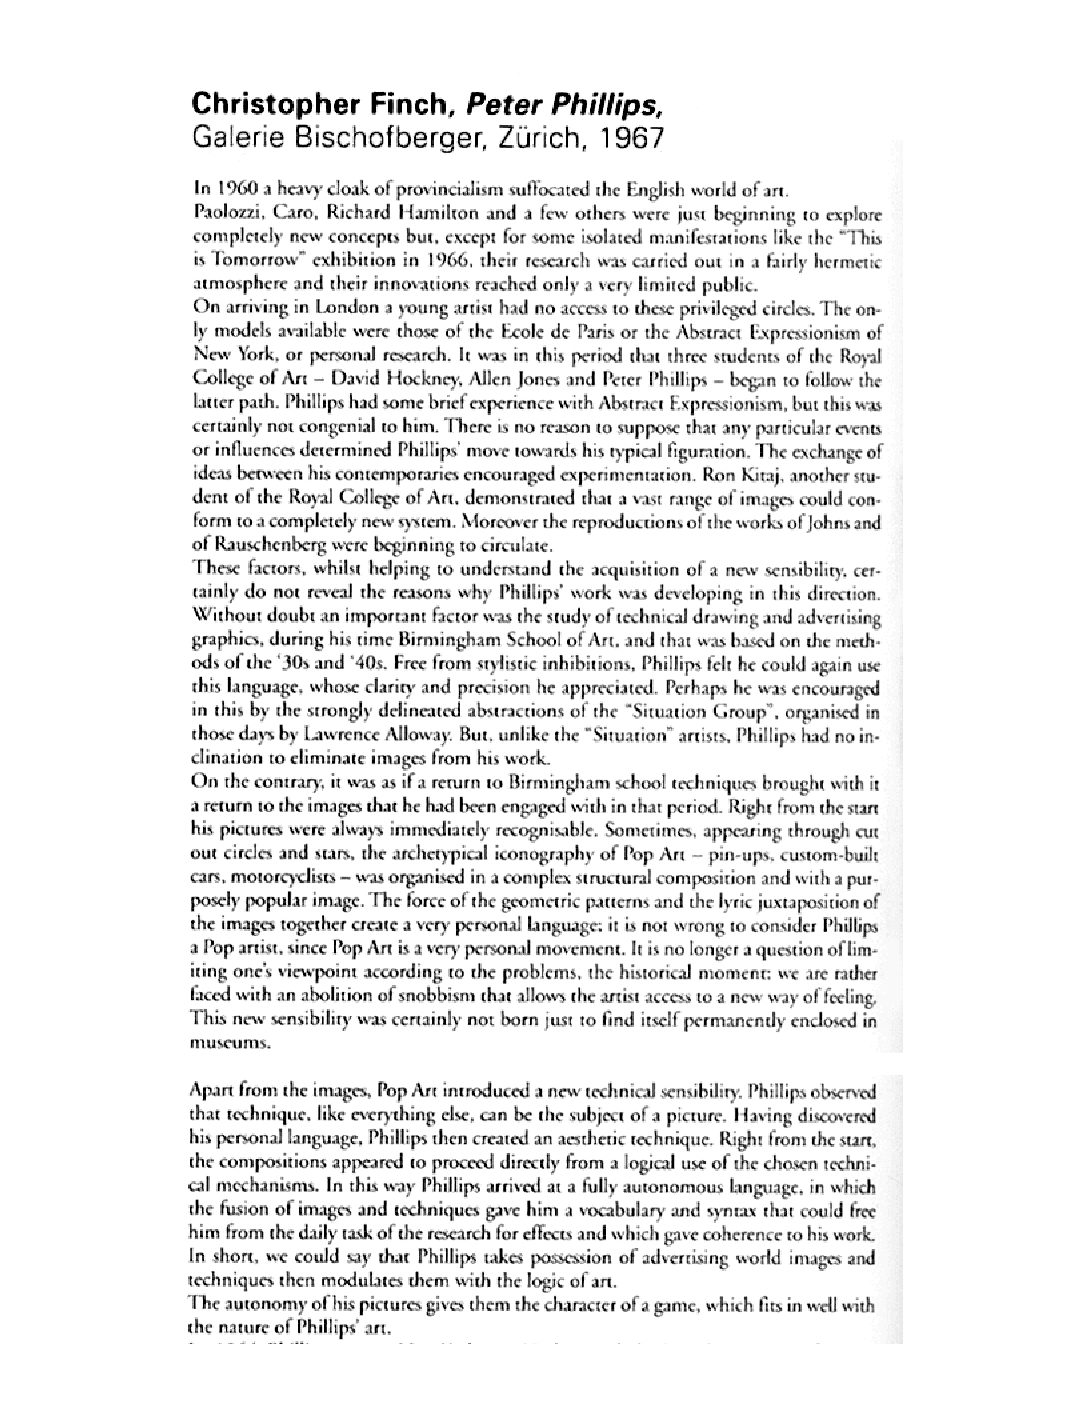 Christopher Finch, Peter Phillips,
Galerie Bischofberger, Zürich, 1967
In 1960 a heavy cloak of provincialism suffocated the English world of art.
Paolozzi, Caro, Richard Hamilton and a few others were just beginning to explore
completely new concepts but, except for some isolated manifestations like the "This
is Tomorrow" exhibition in 1966, their research was carried out in a fairly hermetic
atmosphere and their innovations reached only a very limited public.
On arriving in London a young artist had no access to these privileged circles. The on-
ly models available were those of the Ecole de Paris or the Abstract Expressionism of
New York, or personal research. It was in this period that three students of the Royal
College of Art – David Hockney, Allen Jones and Peter Phillips – began to follow the
latter path. Phillips had some brief experience with Abstract Expressionism, but this was
certainly not congenial to him. There is no reason to suppose that any particular events
or influences determined Phillips' move towards his typical figuration. The exchange of
ideas between his contemporaries encouraged experimentation. Ron Kitaj, another stu-
dent of the Royal College of Art, demonstrated that a vast range of images could con-
form to a completely new system. Moreover the reproductions of the works of Johns and
of Rauschenberg were beginning to circulate.
These factors, whilst helping to understand the acquisition of a new sensibility, cer-
tainly do not reveal the reasons why Phillips' work was developing in this direction.
Without doubt an important factor was the study of technical drawing and advertising
graphics, during his time Birmingham School of Art, and that was based on the meth-
ods of the '30s and '40s. Free from stylistic inhibitions, Phillips felt he could again use
this language, whose clarity and precision he appreciated. Perhaps he was encouraged
in this by the strongly delineated abstractions of the "Situation Group", organised in
those days by Lawrence Alloway. But, unlike the "Situation" artists, Phillips had no in-
clination to eliminate images from his work.
On the contrary, it was as if a return to Birmingham school techniques brought with it
a return to the images that he had been engaged with in that period. Right from the start
his pictures were always immediately recognisable. Sometimes, appearing through cut
out circles and stars, the archetypical iconography of Pop Art – pin-ups, custom-built
cars, motorcyclists – was organised in a complex structural composition and with a pur-
posely popular image. The force of the geometric patterns and the lyric juxtaposition of
the images together create a very personal language; it is not wrong to consider Phillips
a Pop artist, since Pop Art is a very personal movement. It is no longer a question of lim-
iting one's viewpoint according to the problems, the historical moment; we are rather
faced with an abolition of snobbism that allows the artist access to a new way of feeling.
This new sensibility was certainly not born just to find itself permanently enclosed in
museums.
Apart from the images, Pop Art introduced a new technical sensibility. Phillips observed
that technique, like everything else, can be the subject of a picture. Having discovered
his personal language, Phillips then created an aesthetic technique. Right from the start,
the compositions appeared to proceed directly from a logical use of the chosen techni-
cal mechanisms. In this way Phillips arrived at a fully autonomous language, in which
the fusion of images and techniques gave him a vocabulary and syntax that could free
him from the daily task of the research for effects and which gave coherence to his work.
In short, we could say that Phillips takes possession of advertising world images and
techniques then modulates them with the logic of art.
The autonomy of his pictures gives them the character of a game, which fits in well with
the nature of Phillips' art.